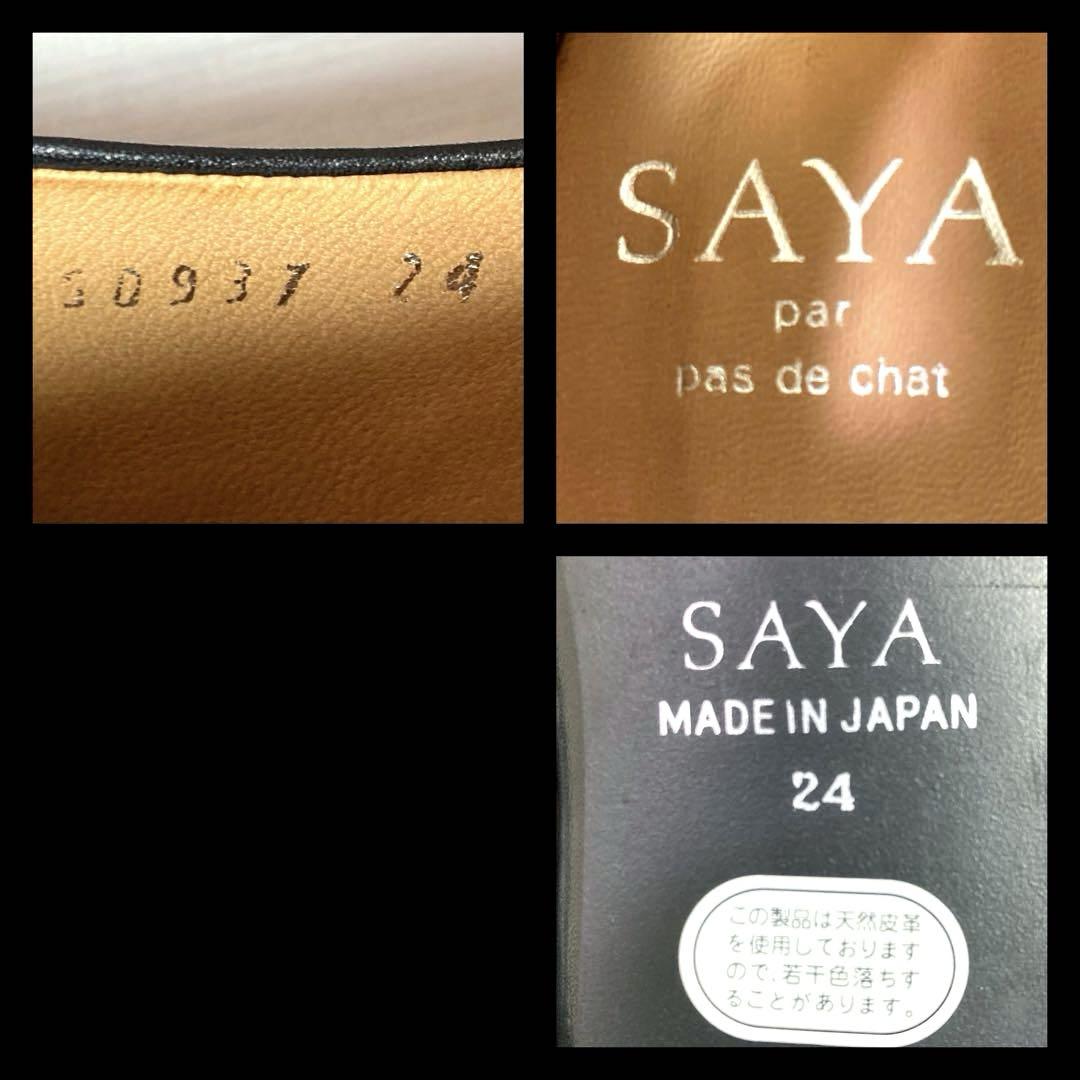 50937 24
SAYA
par
pas de chat
SAYA
MADE IN JAPAN
24
この製品は天然皮革
を使用しております
ので、若干色落ちす
ることがあります。